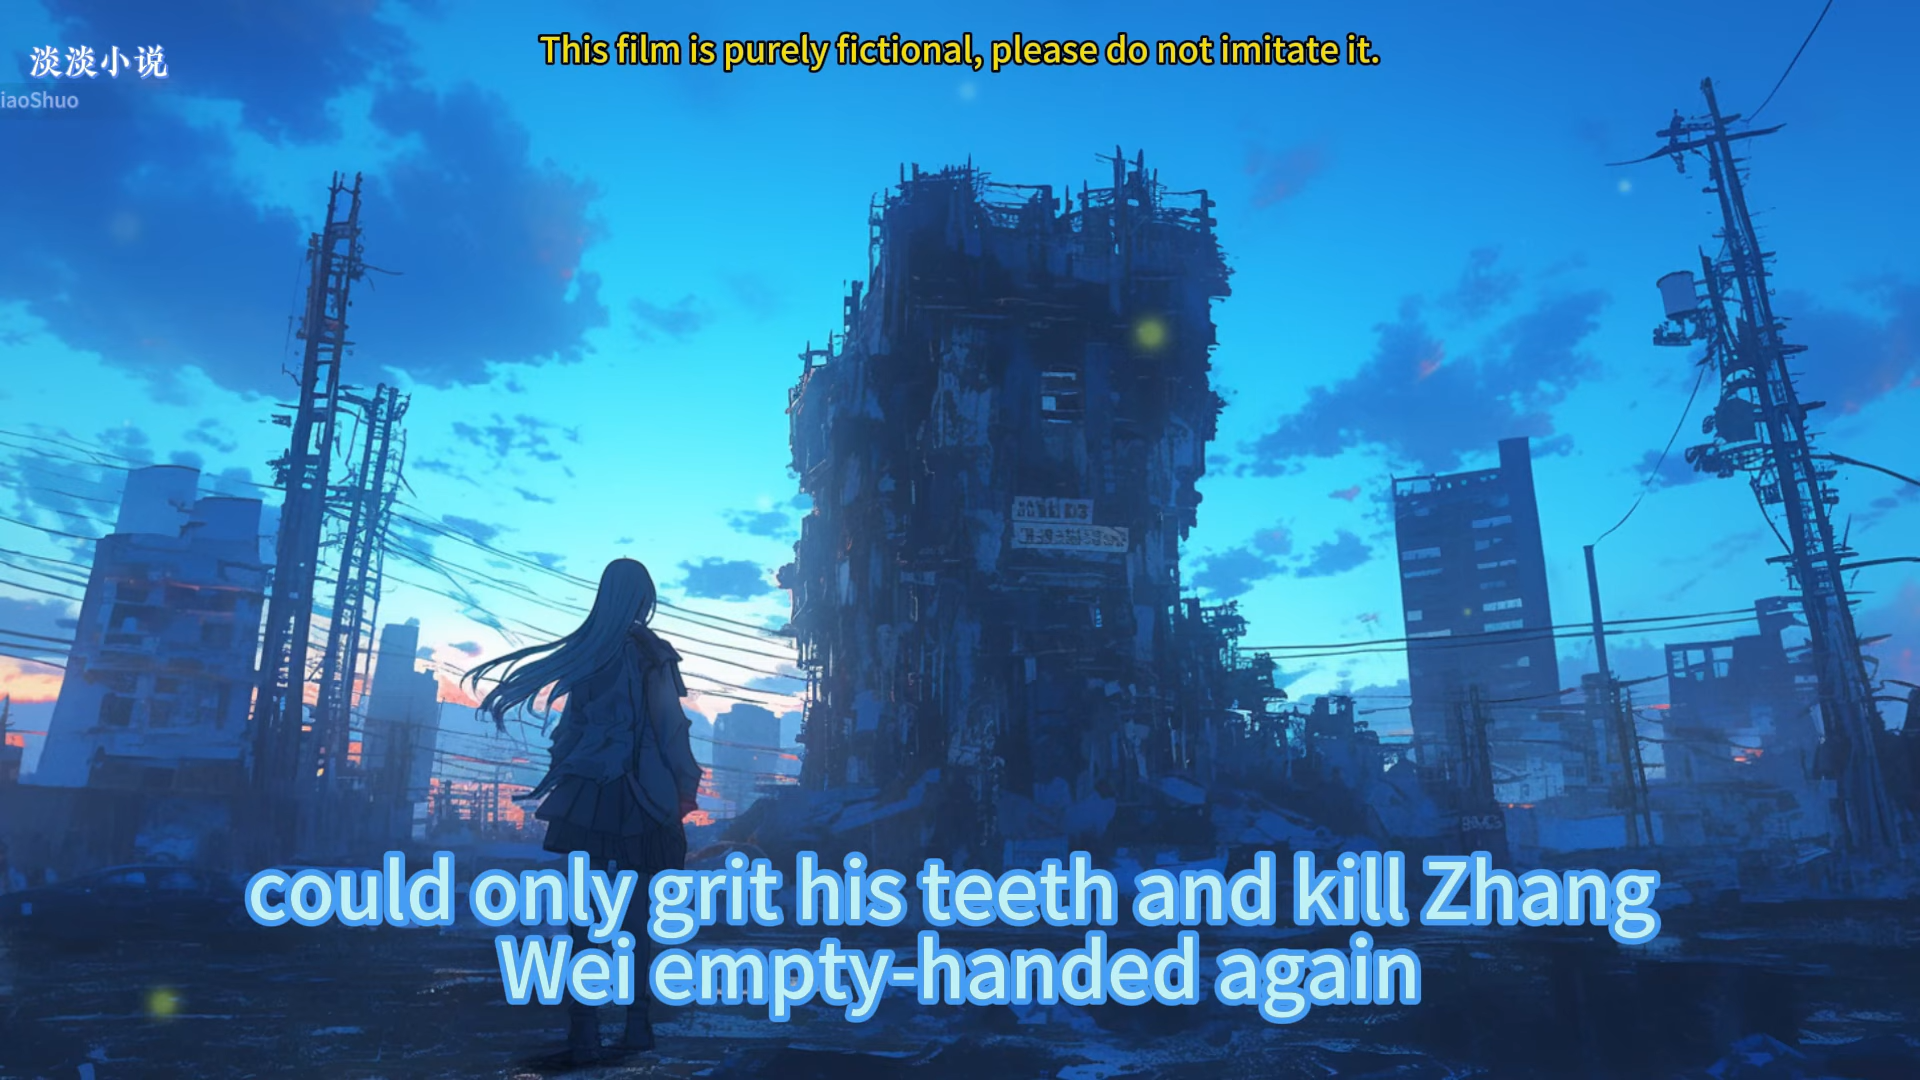 This film is purely fictional, please do not imitate it.
淡淡小说
iaoShuo
could only grit his teeth and kill Zhang
Wei empty-handed again